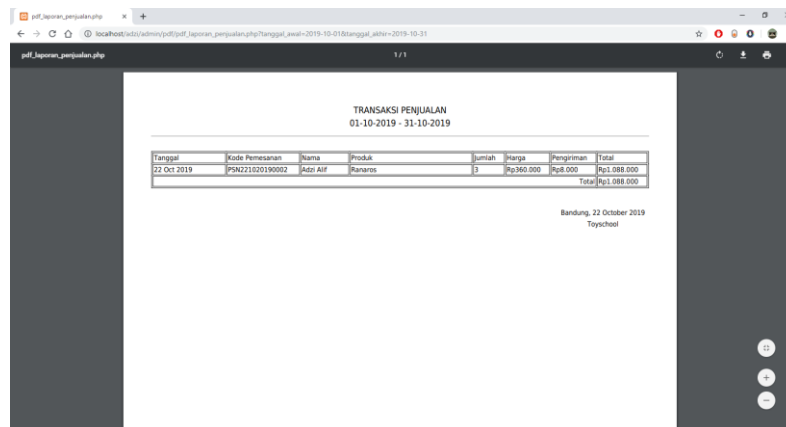 pdf_laporan_penjualan.php
localhost/adzi/admin/pdf/pdf_laporan_penjualan.php?tanggal_awal=2019-10-01&tanggal_akhir=2019-10-31
pdf_laporan_penjualan.php 1 / 1
TRANSAKSI PENJUALAN
01-10-2019 - 31-10-2019
Tanggal Kode Pemesanan Nama Produk Jumlah Harga Pengiriman Total
22 Oct 2019 PSN221020190002 Adzi Alif Ranaros 3 Rp360.000 Rp8.000 Rp1.088.000
Total Rp1.088.000
Bandung, 22 October 2019
Toyschool